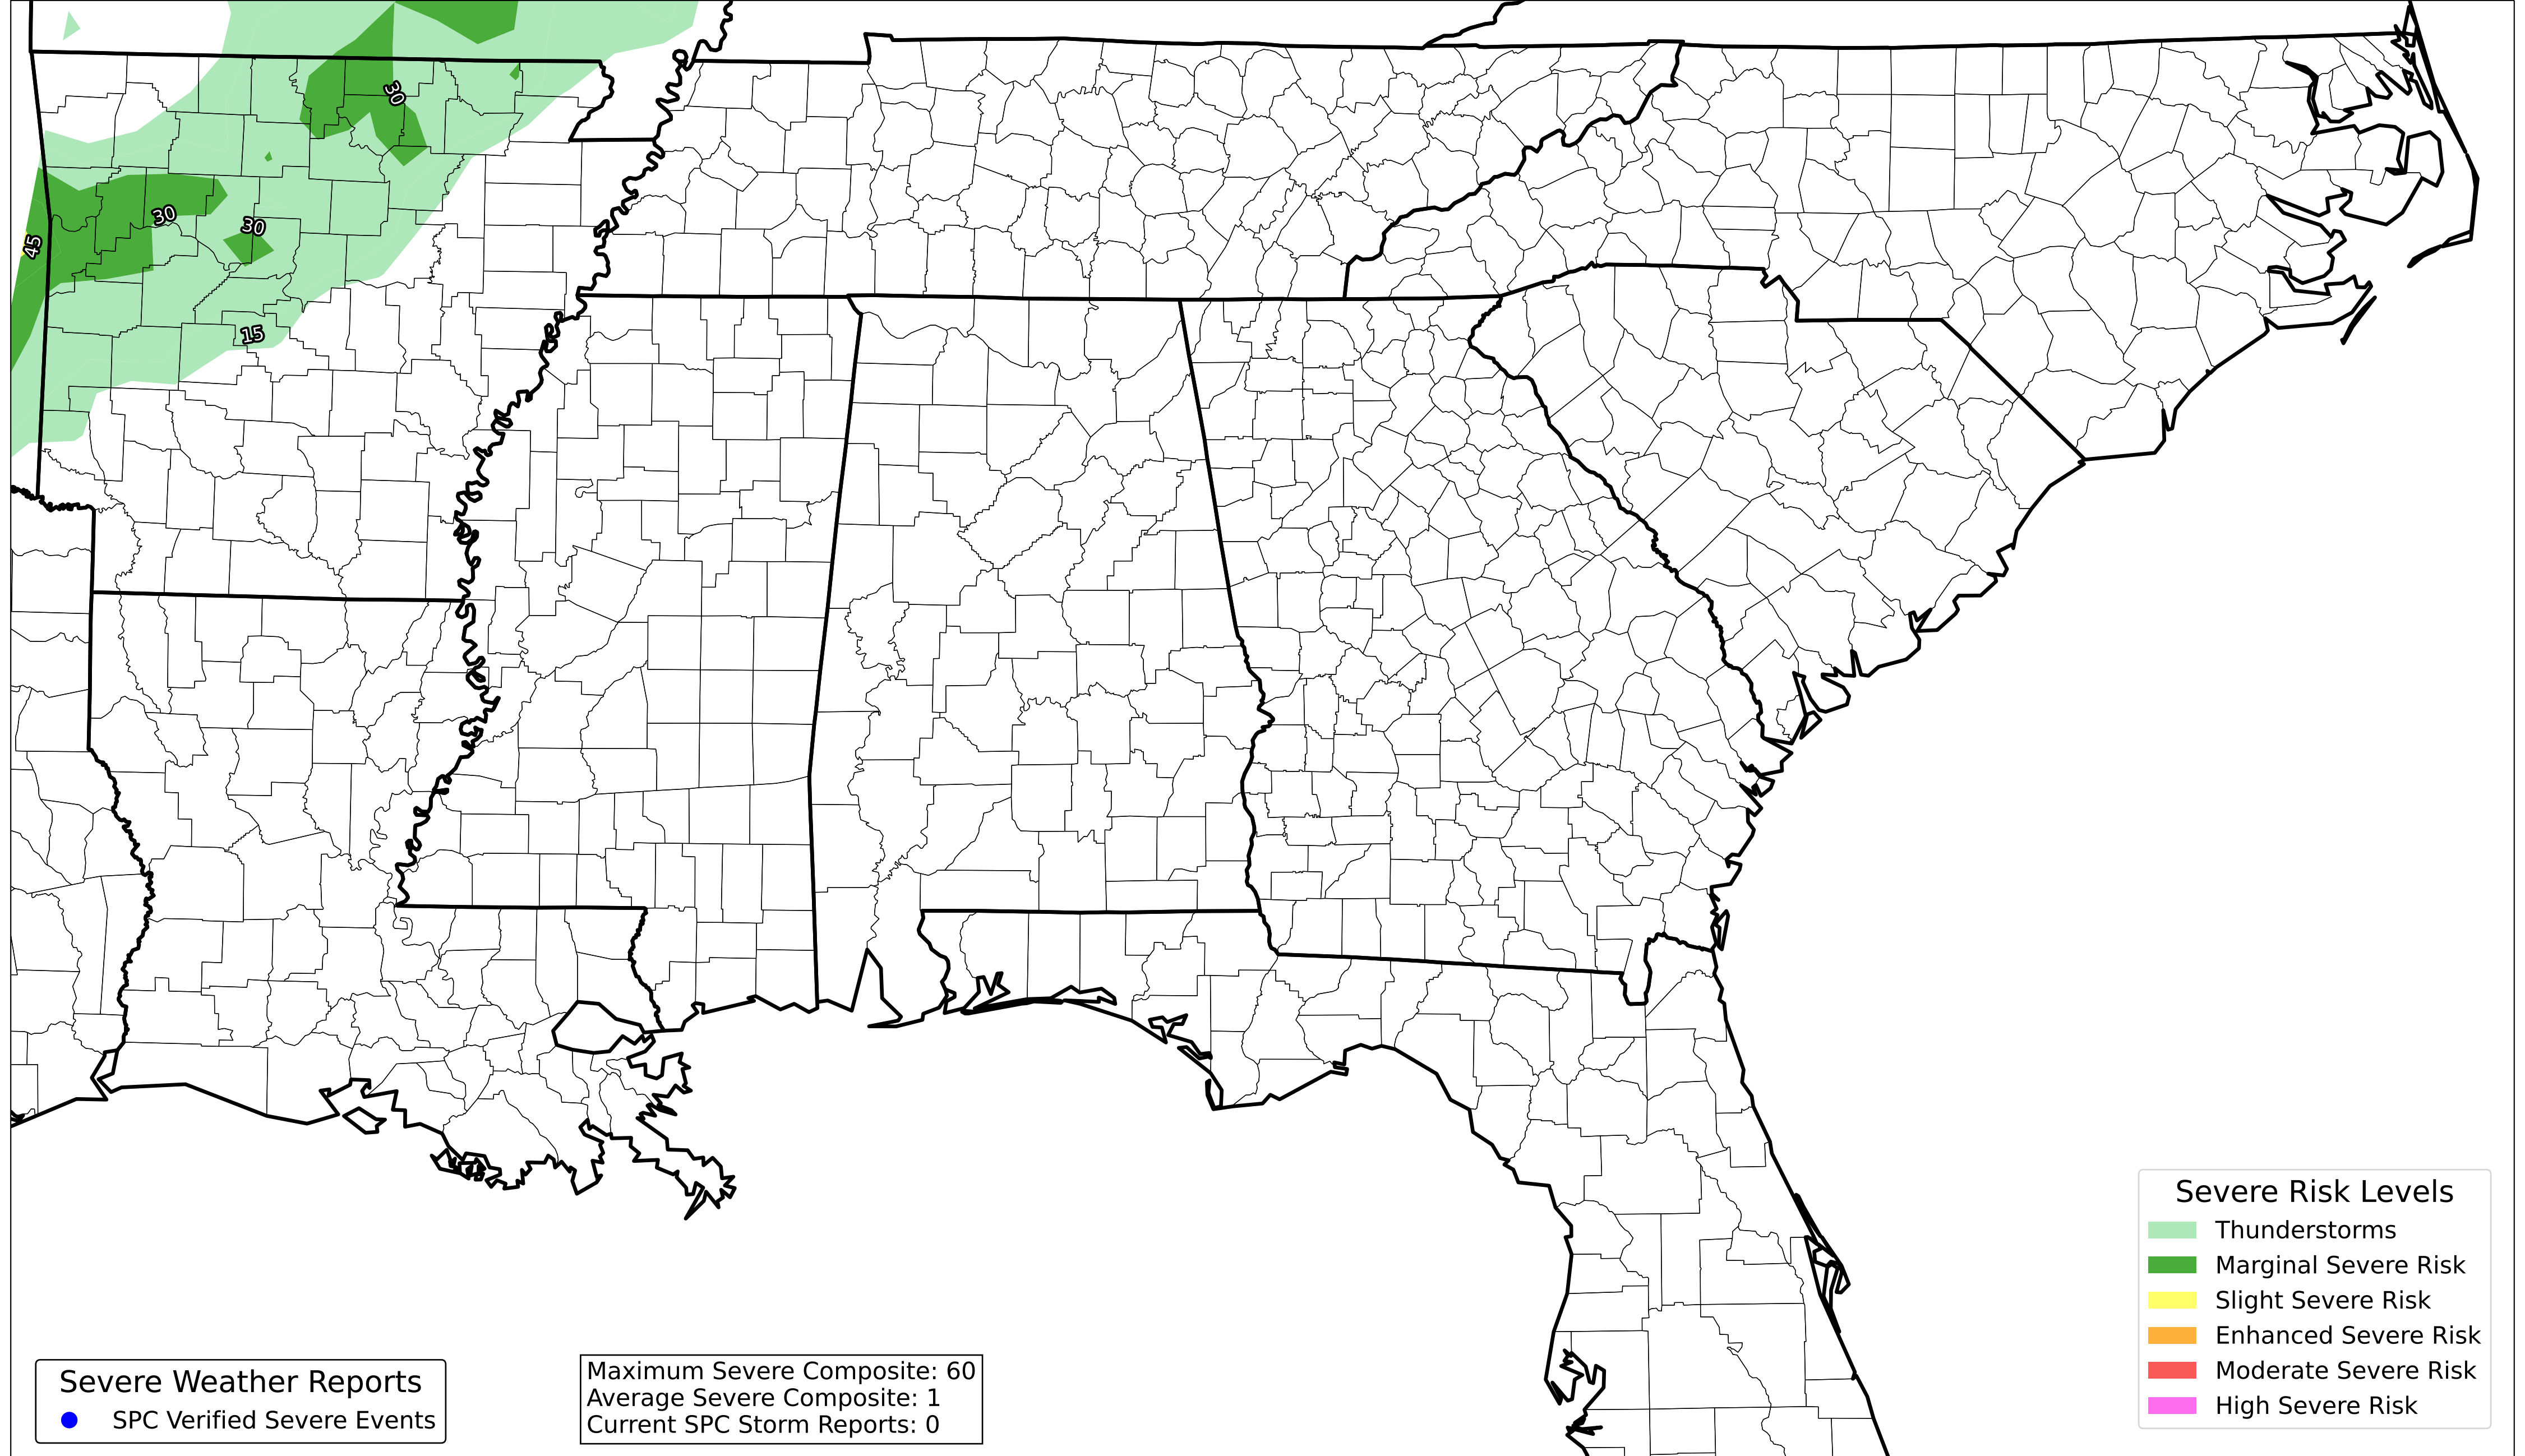 30
30
30
45
15
Severe Risk Levels
Thunderstorms
Marginal Severe Risk
Slight Severe Risk
Enhanced Severe Risk
Moderate Severe Risk
High Severe Risk
Severe Weather Reports
SPC Verified Severe Events
Maximum Severe Composite: 60
Average Severe Composite: 1
Current SPC Storm Reports: 0